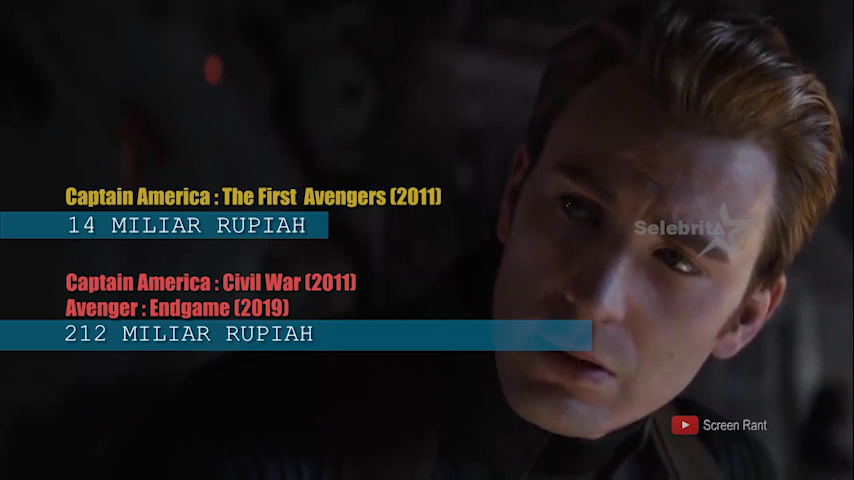 Captain America : The First Avengers (2011)
14 MILIAR RUPIAH
Selebrita
Captain America : Civil War (2011)
Avenger : Endgame (2019)
212 MILIAR RUPIAH
Screen Rant